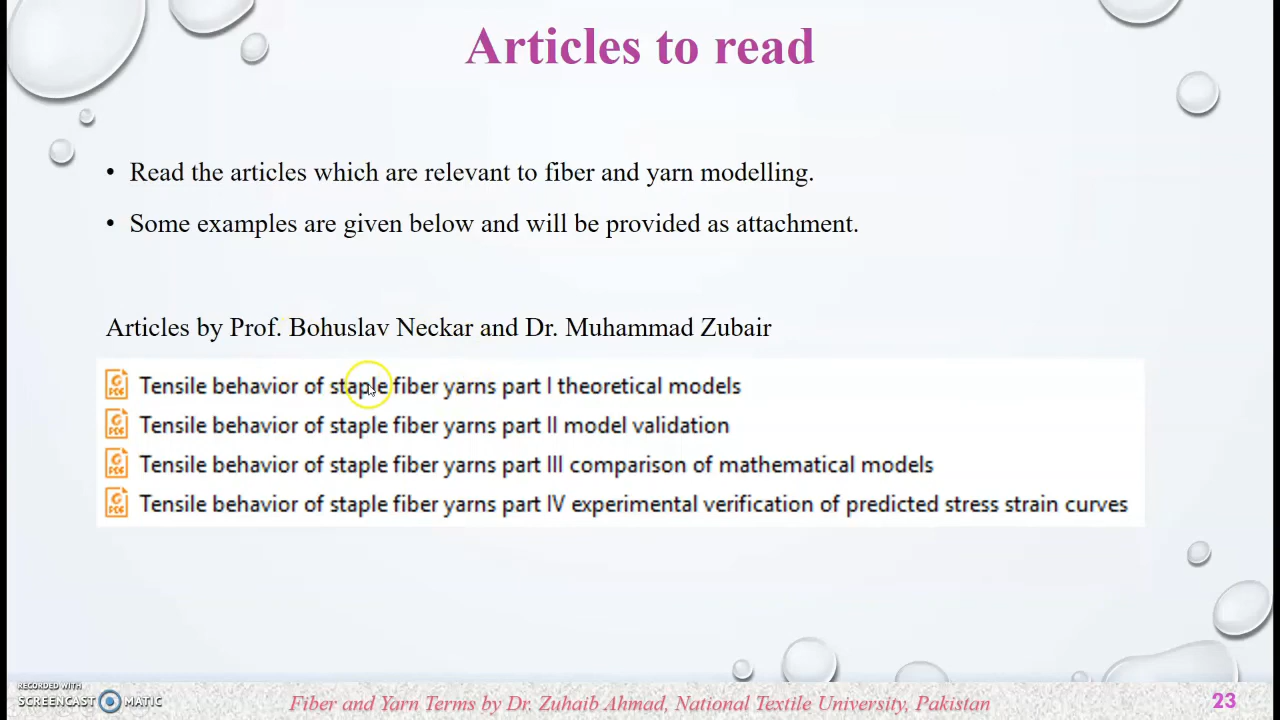 Articles to read
• Read the articles which are relevant to fiber and yarn modelling.
• Some examples are given below and will be provided as attachment.
Articles by Prof. Bohuslav Neckar and Dr. Muhammad Zubair
Tensile behavior of staple fiber yarns part I theoretical models
Tensile behavior of staple fiber yarns part II model validation
Tensile behavior of staple fiber yarns part III comparison of mathematical models
Tensile behavior of staple fiber yarns part IV experimental verification of predicted stress strain curves
RECORDED WITH
SCREENCAST MATIC
Fiber and Yarn Terms by Dr. Zuhaib Ahmad, National Textile University, Pakistan
23